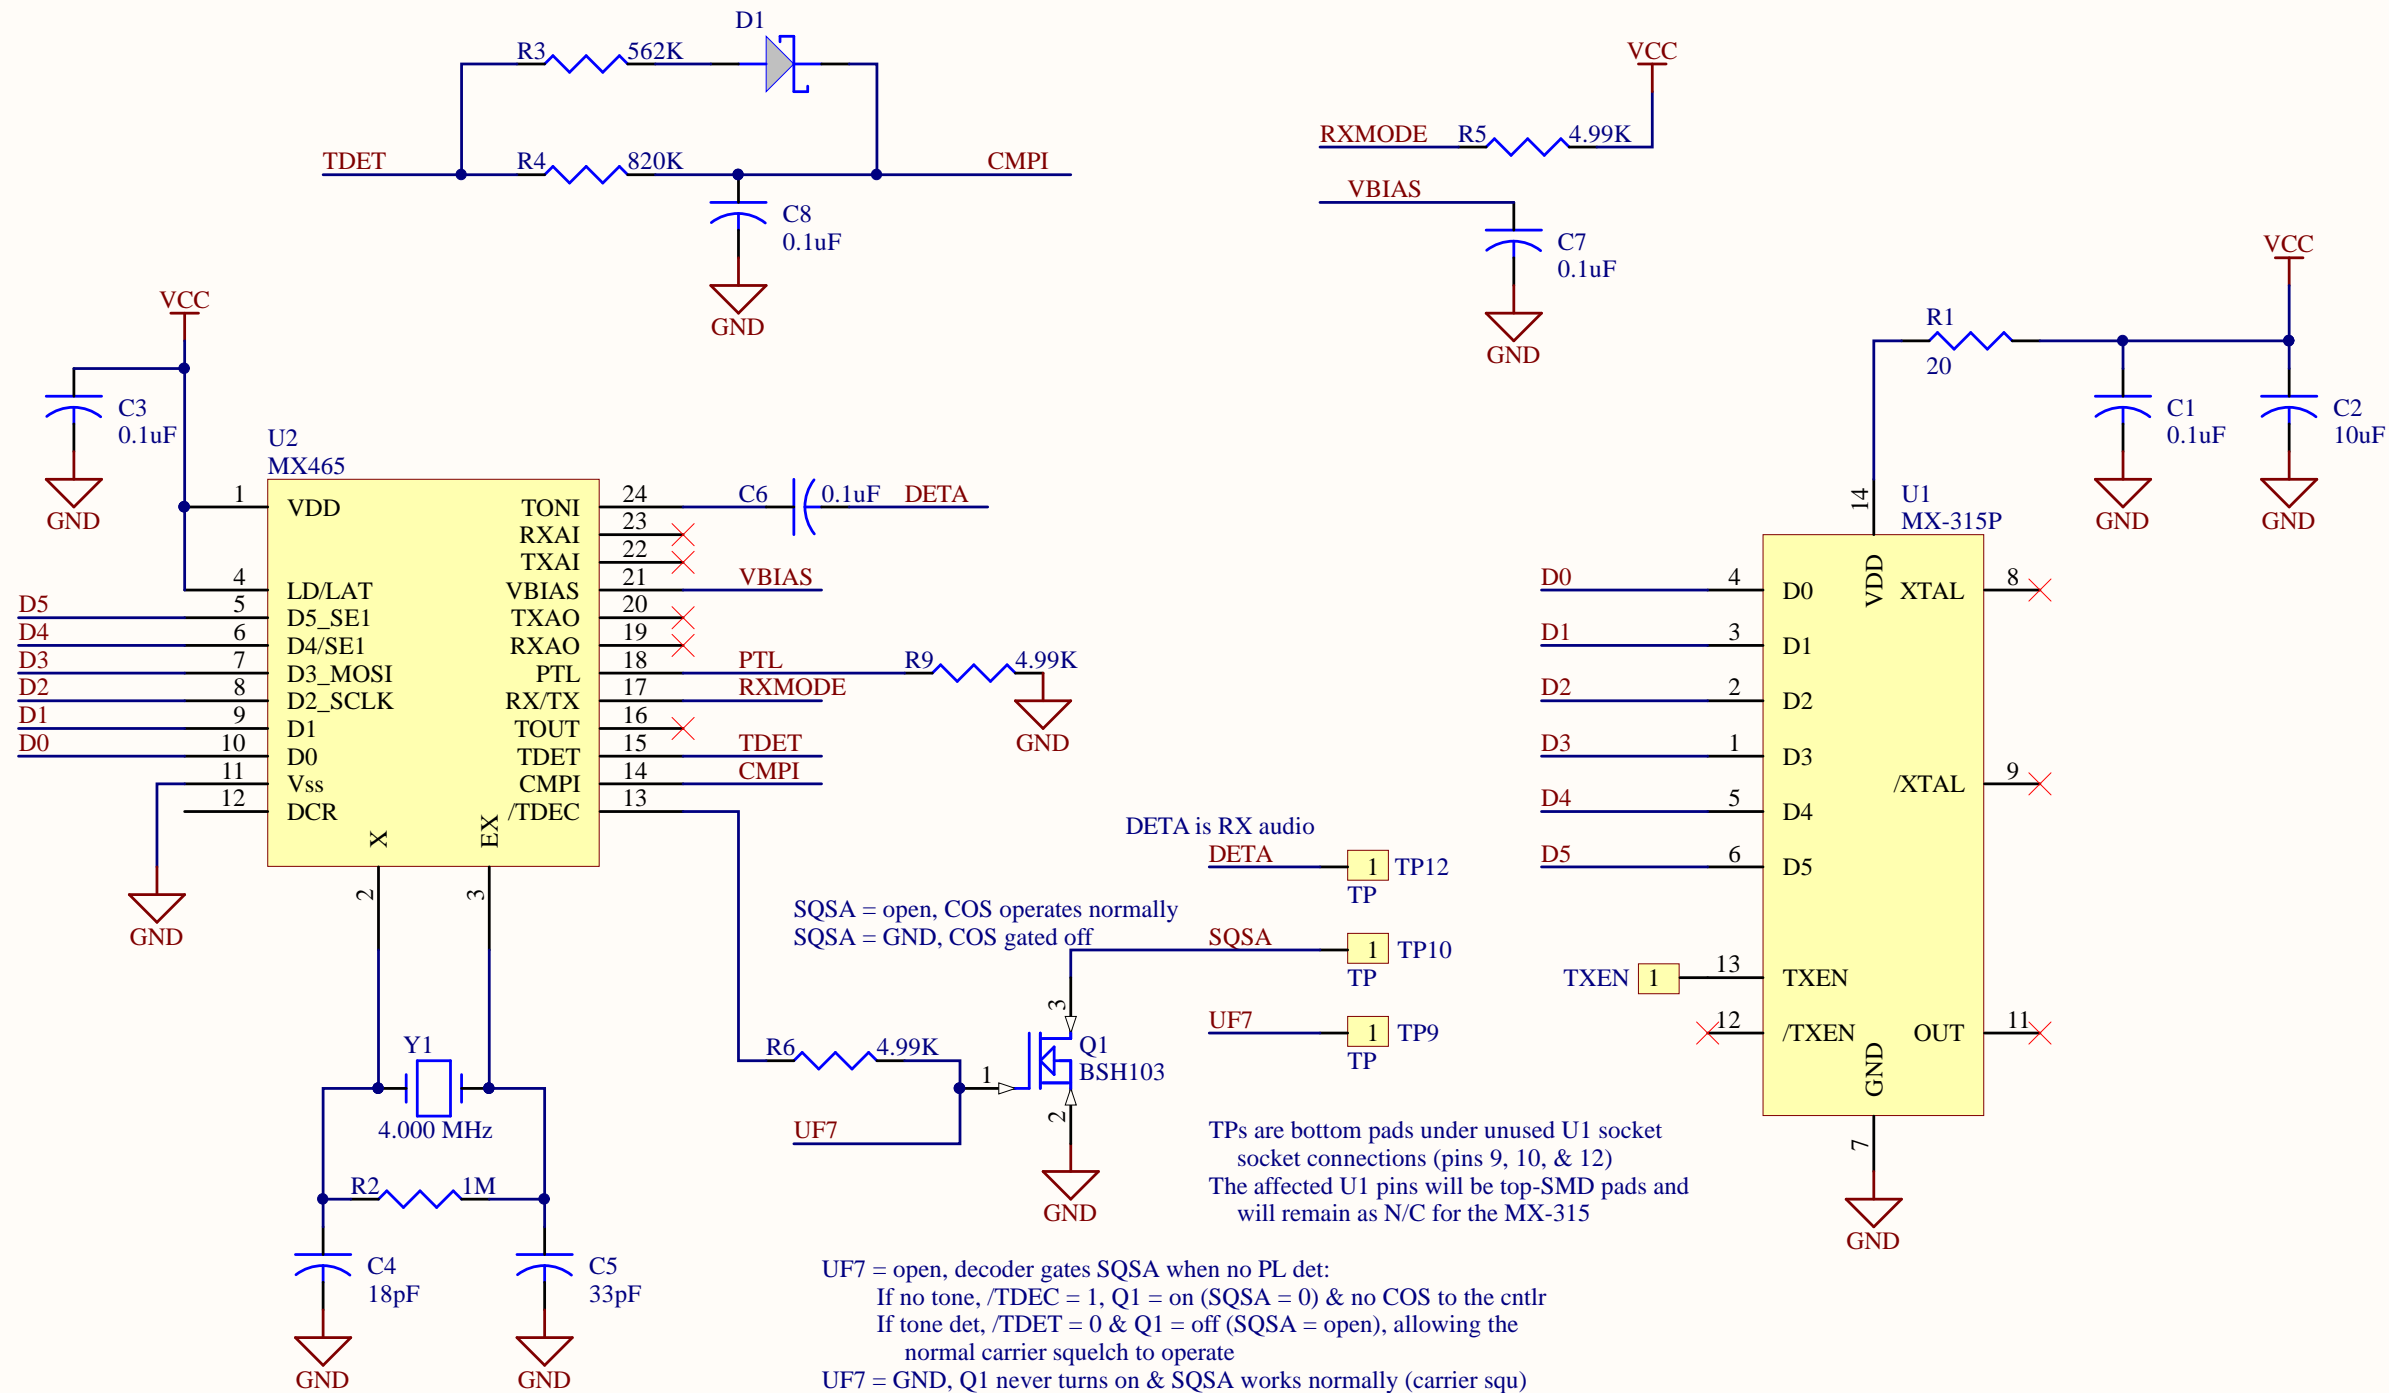 D1
R3 562K
VCC
RXMODE R5 4.99K
TDET R4 820K CMPI
VBIAS
C8
0.1uF
C7
0.1uF
GND
GND
VCC
VCC
R1
20
C3
0.1uF
GND
C1
0.1uF
C2
10uF
GND
GND
U2
MX465
1 VDD
4 LD/LAT
D5 5 D5_SE1
D4 6 D4/SE1
D3 7 D3_MOSI
D2 8 D2_SCLK
D1 9 D1
D0 10 D0
11 Vss
12 DCR
GND
TONI 24 C6 0.1uF DETA
RXAI 23
TXAI 22
VBIAS 21 VBIAS
TXAO 20
RXAO 19
PTL 18 PTL R9 4.99K
RX/TX 17 RXMODE
TOUT 16
TDET 15 TDET
CMPI 14 CMPI
/TDEC 13
GND
X
EX
2
3
Y1
4.000 MHz
R2 1M
C4
18pF
C5
33pF
GND
GND
DETA is RX audio
DETA 1 TP12
TP
SQSA = open, COS operates normally
SQSA = GND, COS gated off
SQSA 1 TP10
TP
UF7 1 TP9
TP
R6 4.99K
UF7
1
3
2
Q1
BSH103
GND
U1
MX-315P
14
VDD
D0 4 D0
D1 3 D1
D2 2 D2
D3 1 D3
D4 5 D4
D5 6 D5
TXEN 1 13 TXEN
12 /TXEN
XTAL 8
/XTAL 9
OUT 11
GND
7
GND
TPs are bottom pads under unused U1 socket
socket connections (pins 9, 10, & 12)
The affected U1 pins will be top-SMD pads and
will remain as N/C for the MX-315
UF7 = open, decoder gates SQSA when no PL det:
If no tone, /TDEC = 1, Q1 = on (SQSA = 0) & no COS to the cntlr
If tone det, /TDET = 0 & Q1 = off (SQSA = open), allowing the
normal carrier squelch to operate
UF7 = GND, Q1 never turns on & SQSA works normally (carrier squ)